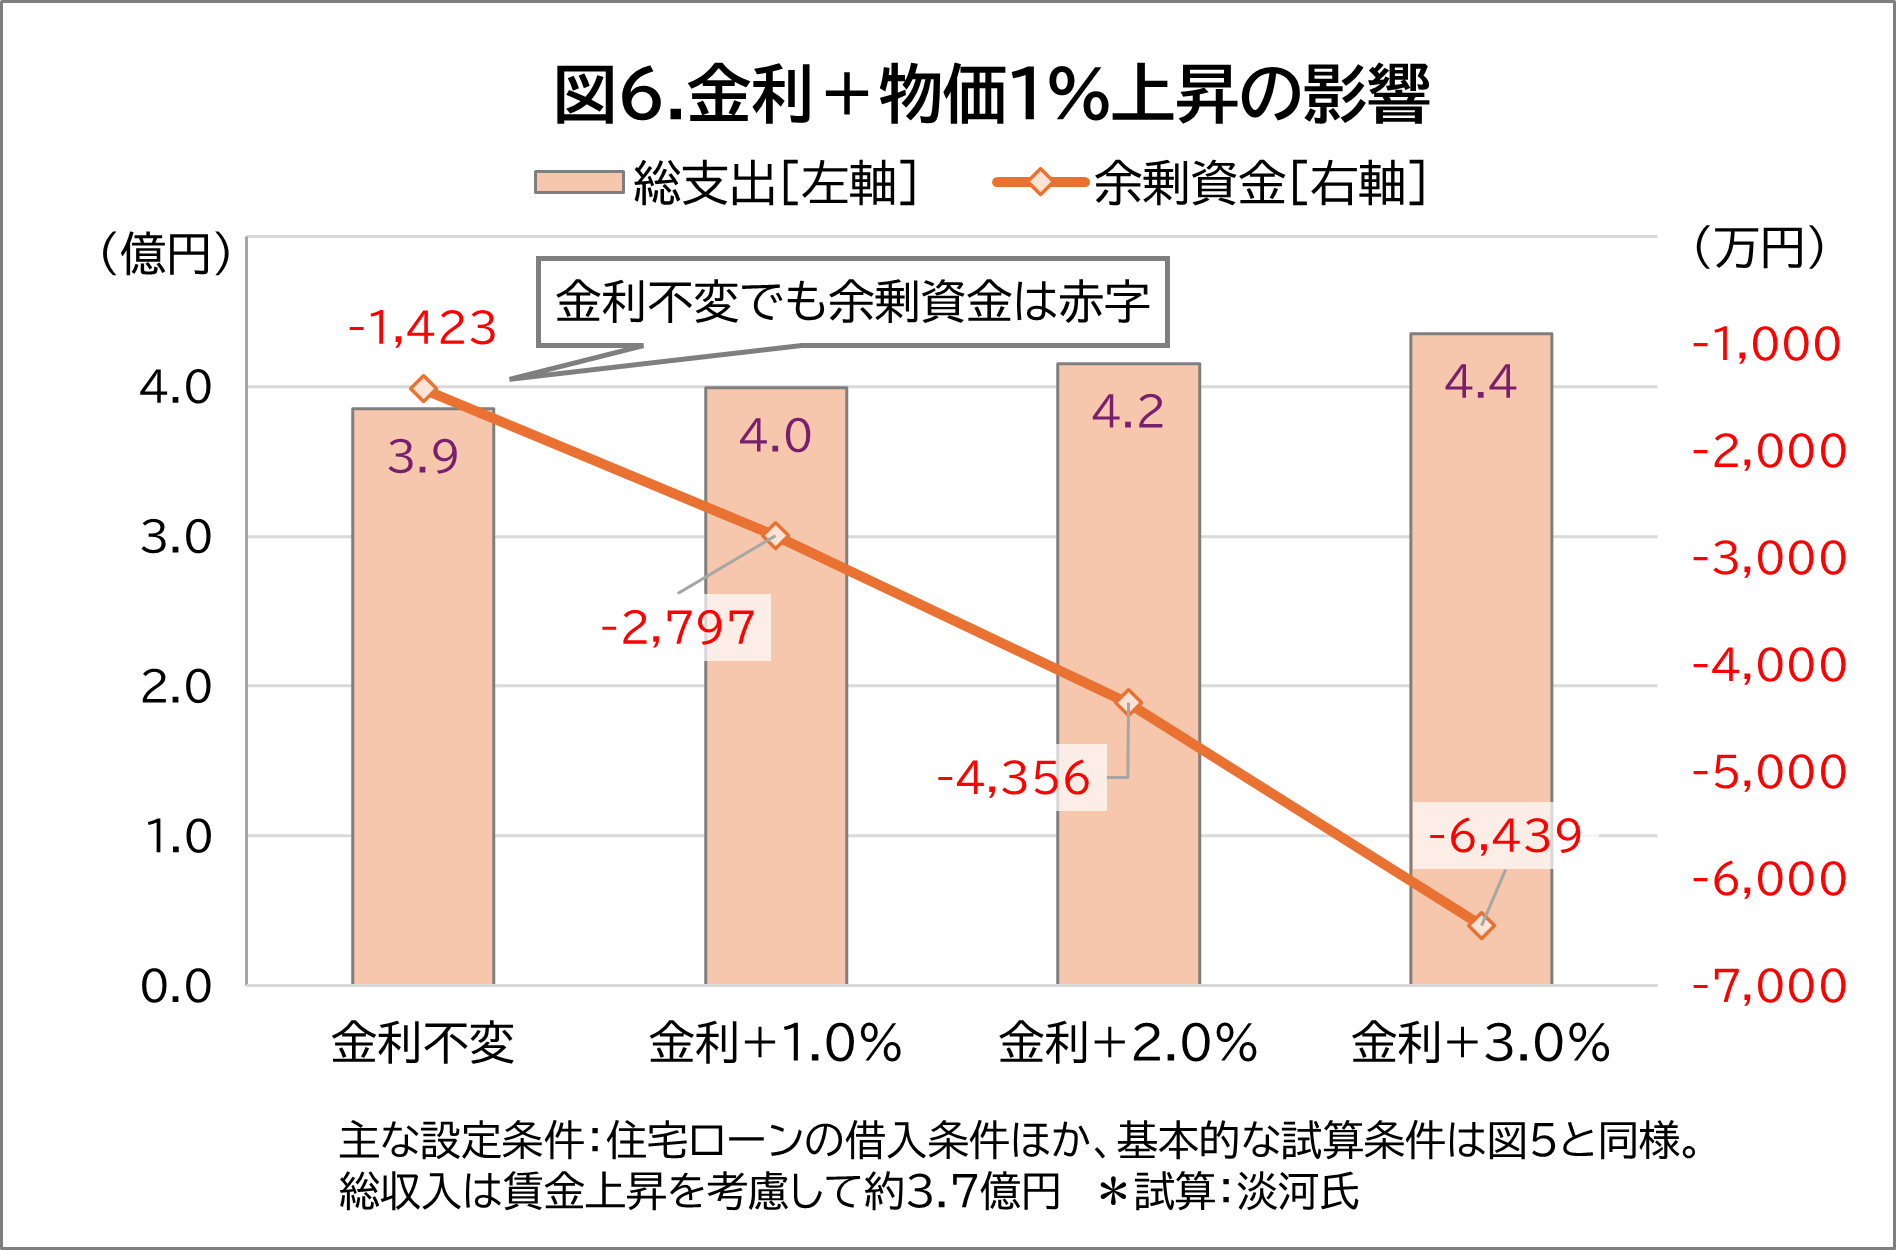 図6.金利＋物価1%上昇の影響
総支出[左軸] 余剰資金[右軸]
（億円） （万円）
金利不変でも余剰資金は赤字
-1,423
-1,000
4.0
4.4
4.2
4.0
3.9
-2,000
3.0
-3,000
-2,797
2.0
-4,000
-4,356
-5,000
1.0
-6,439
-6,000
0.0
-7,000
金利不変 金利+1.0% 金利+2.0% 金利+3.0%
主な設定条件：住宅ローンの借入条件ほか、基本的な試算条件は図5と同様。
総収入は賃金上昇を考慮して約3.7億円　＊試算：淡河氏